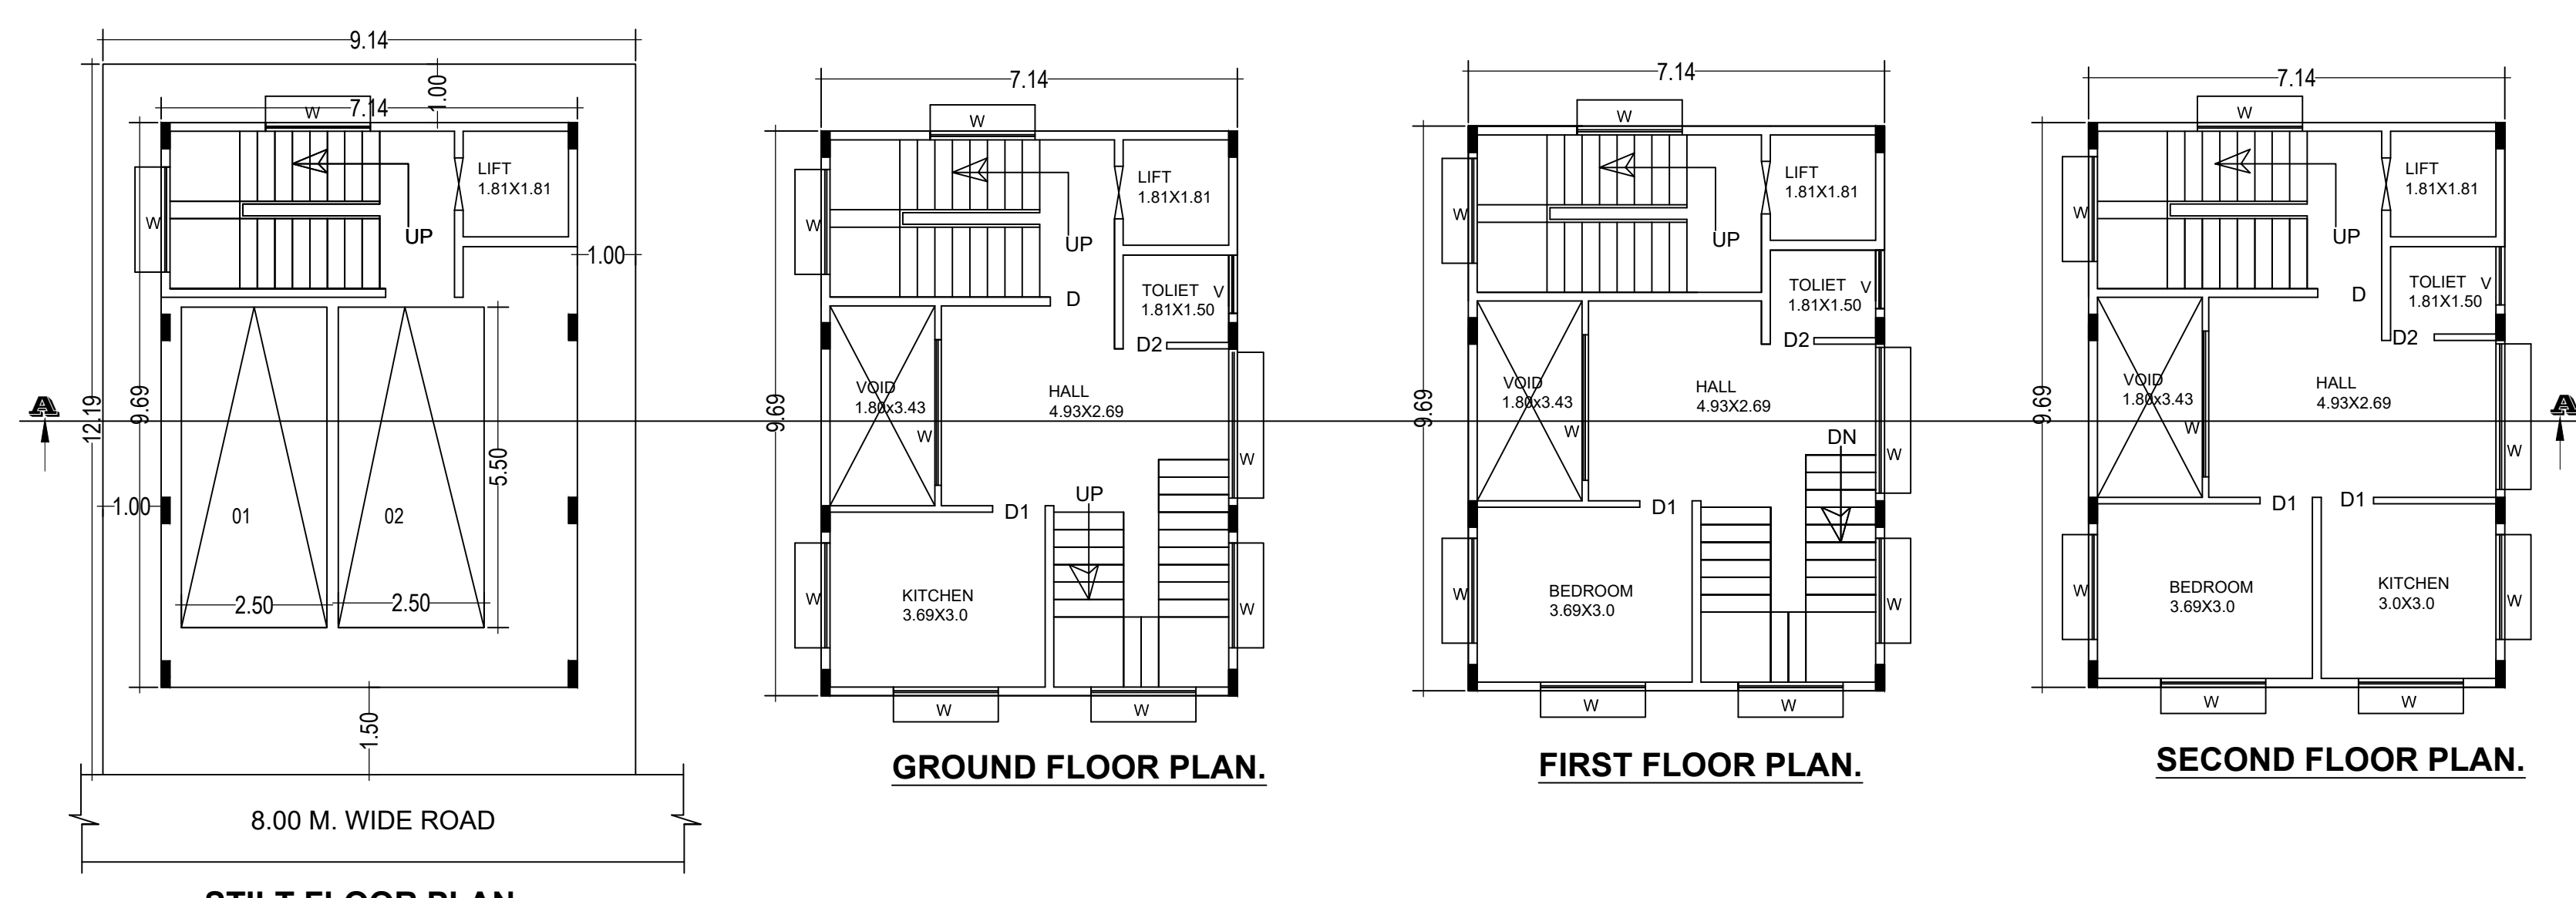 9.14
7.14
1.00
W
LIFT
1.81X1.81
W
UP
1.00
12.19
9.69
5.50
1.00
01
02
2.50
2.50
1.50
8.00 M. WIDE ROAD
STILT FLOOR PLAN
A
7.14
W
LIFT
1.81X1.81
W
UP
TOLIET V
1.81X1.50
D
D2
9.69
VOID
1.80x3.43
W
HALL
4.93X2.69
W
UP
D1
KITCHEN
3.69X3.0
W
W
W
W
GROUND FLOOR PLAN.
7.14
W
LIFT
1.81X1.81
W
UP
TOLIET V
1.81X1.50
D2
9.69
VOID
1.80x3.43
W
HALL
4.93X2.69
DN
W
D1
BEDROOM
3.69X3.0
W
W
W
W
FIRST FLOOR PLAN.
7.14
W
LIFT
1.81X1.81
W
UP
TOLIET V
1.81X1.50
D
D2
9.69
VOID
1.80x3.43
W
HALL
4.93X2.69
W
D1
D1
BEDROOM
3.69X3.0
KITCHEN
3.0X3.0
W
W
W
W
SECOND FLOOR PLAN.
A